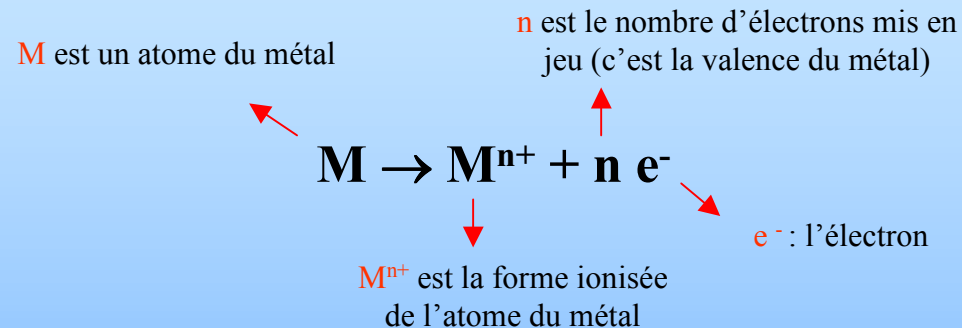 n est le nombre d’électrons mis en
jeu (c’est la valence du métal)
M est un atome du métal
M → Mⁿ⁺ + n e⁻
e⁻ : l’électron
Mⁿ⁺ est la forme ionisée
de l’atome du métal